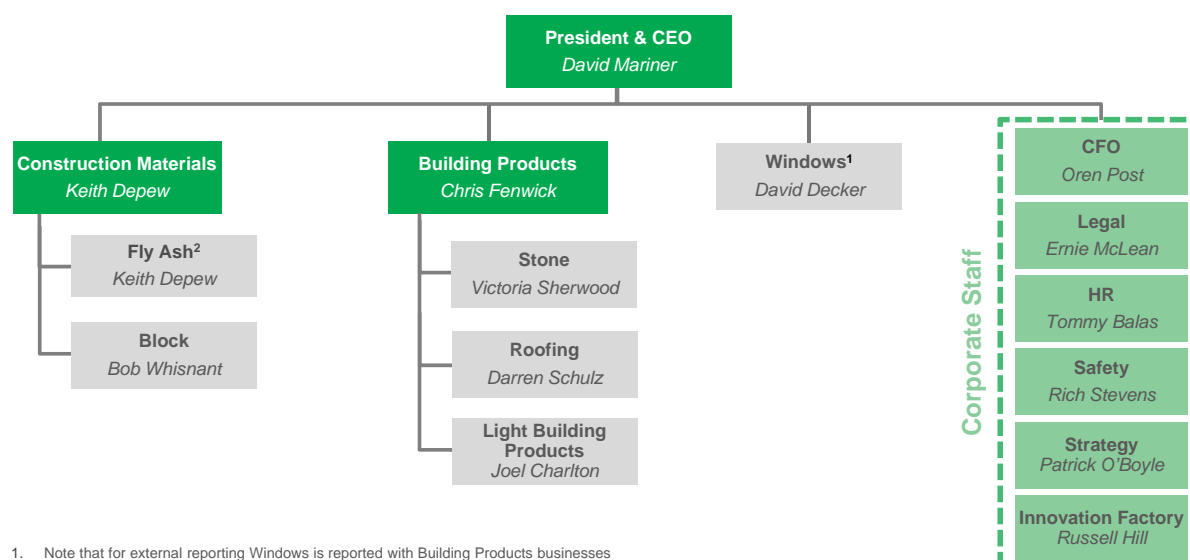 President & CEO
David Mariner
Construction Materials
Keith Depew
Building Products
Chris Fenwick
Windows¹
David Decker
Fly Ash²
Keith Depew
Block
Bob Whisnant
Stone
Victoria Sherwood
Roofing
Darren Schulz
Light Building
Products
Joel Charlton
Corporate Staff
CFO
Oren Post
Legal
Ernie McLean
HR
Tommy Balas
Safety
Rich Stevens
Strategy
Patrick O'Boyle
Innovation Factory
Russell Hill
1. Note that for external reporting Windows is reported with Building Products businesses